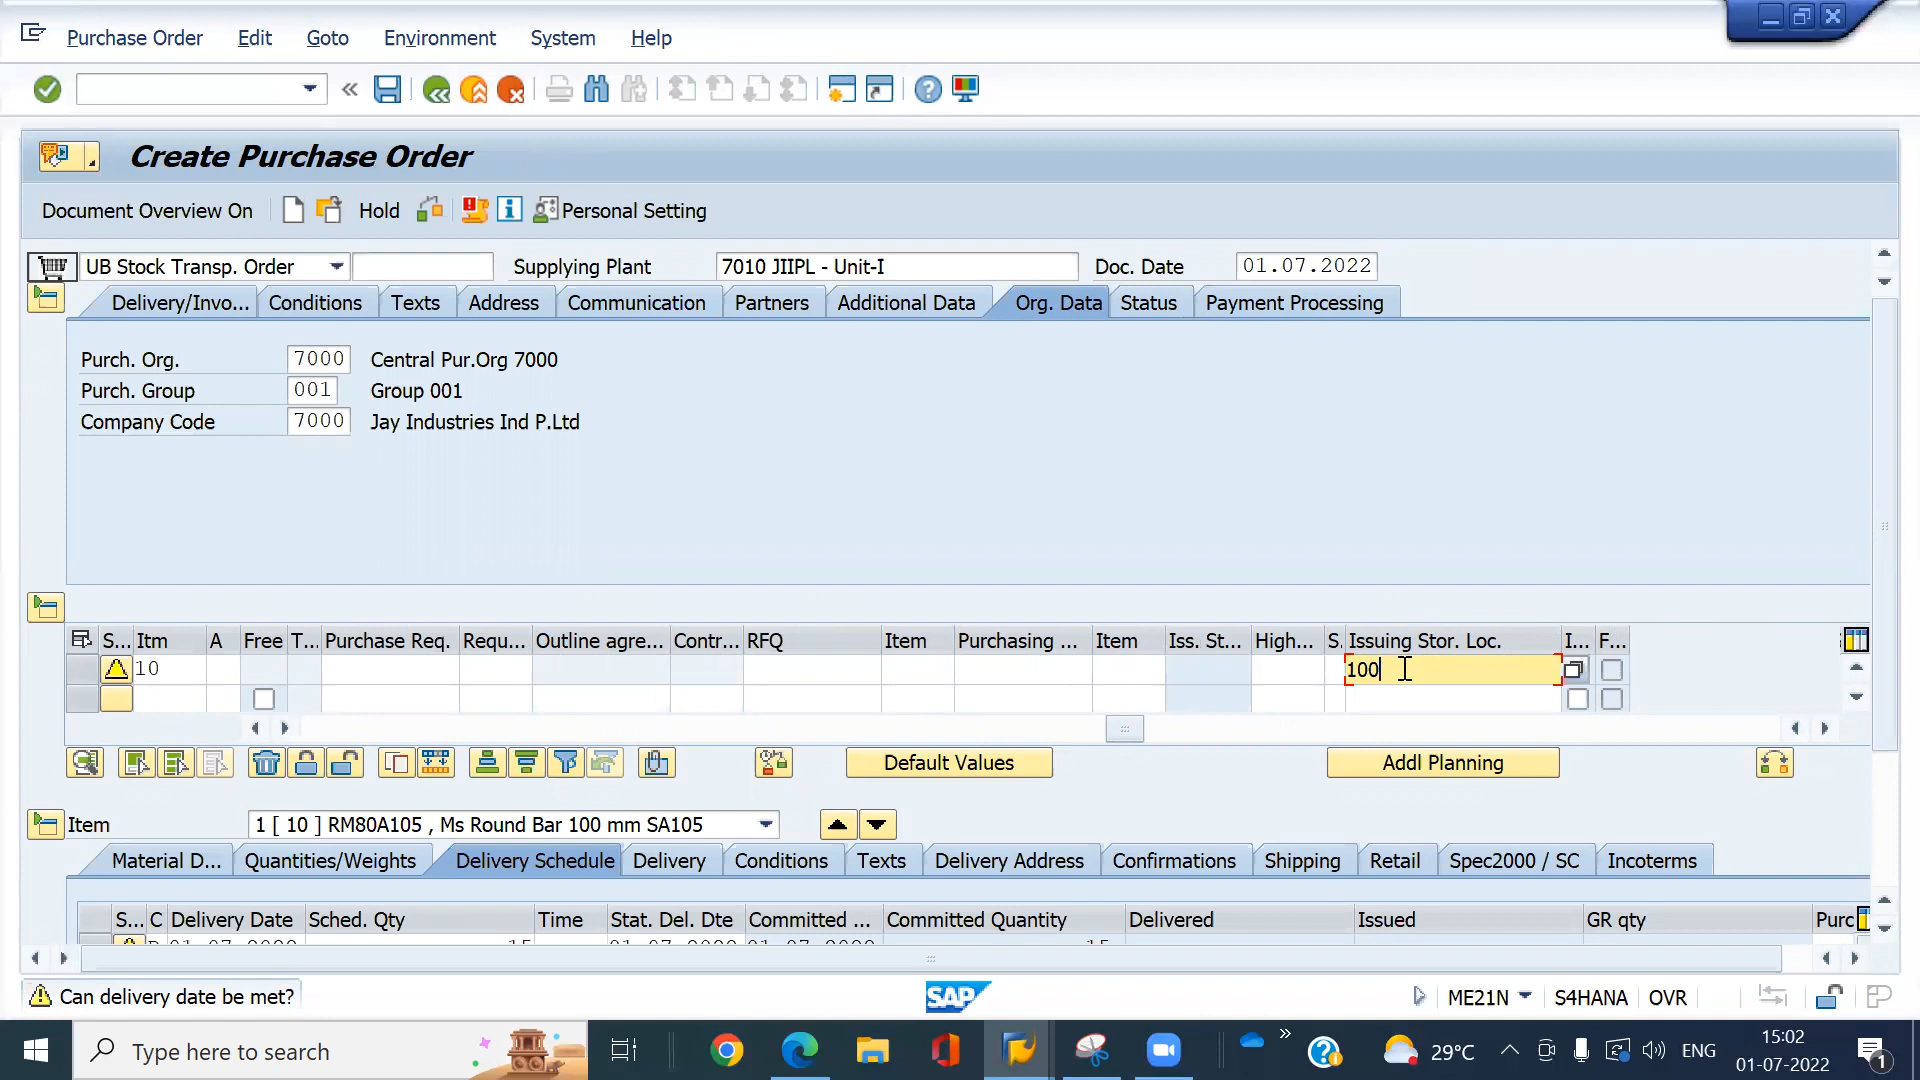 Purchase Order Edit Goto Environment System Help
Create Purchase Order
Document Overview On Hold Personal Setting
UB Stock Transp. Order Supplying Plant 7010 JIIPL - Unit-I Doc. Date 01.07.2022
Delivery/Invo... Conditions Texts Address Communication Partners Additional Data Org. Data Status Payment Processing
Purch. Org. 7000 Central Pur.Org 7000
Purch. Group 001 Group 001
Company Code 7000 Jay Industries Ind P.Ltd
S... Itm A Free T... Purchase Req. Requ... Outline agre... Contr... RFQ Item Purchasing ... Item Iss. St... High... S. Issuing Stor. Loc. I... F...
10 100
Default Values Addl Planning
Item 1 [ 10 ] RM80A105 , Ms Round Bar 100 mm SA105
Material D... Quantities/Weights Delivery Schedule Delivery Conditions Texts Delivery Address Confirmations Shipping Retail Spec2000 / SC Incoterms
S... C Delivery Date Sched. Qty Time Stat. Del. Dte Committed ... Committed Quantity Delivered Issued GR qty Purc
Can delivery date be met? SAP ME21N S4HANA OVR
Type here to search 29°C ENG 15:02
01-07-2022 1